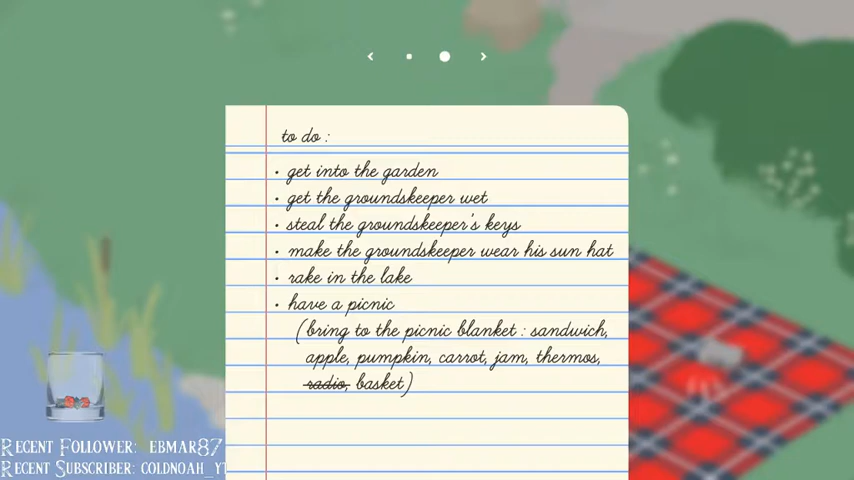 to do :
• get into the garden
• get the groundskeeper wet
• steal the groundskeeper's keys
• make the groundskeeper wear his sun hat
• rake in the lake
• have a picnic
(bring to the picnic blanket : sandwich,
apple, pumpkin, carrot, jam, thermos,
radio, basket)
Recent Follower: ebmar87
Recent Subscriber: coldnoah_yt